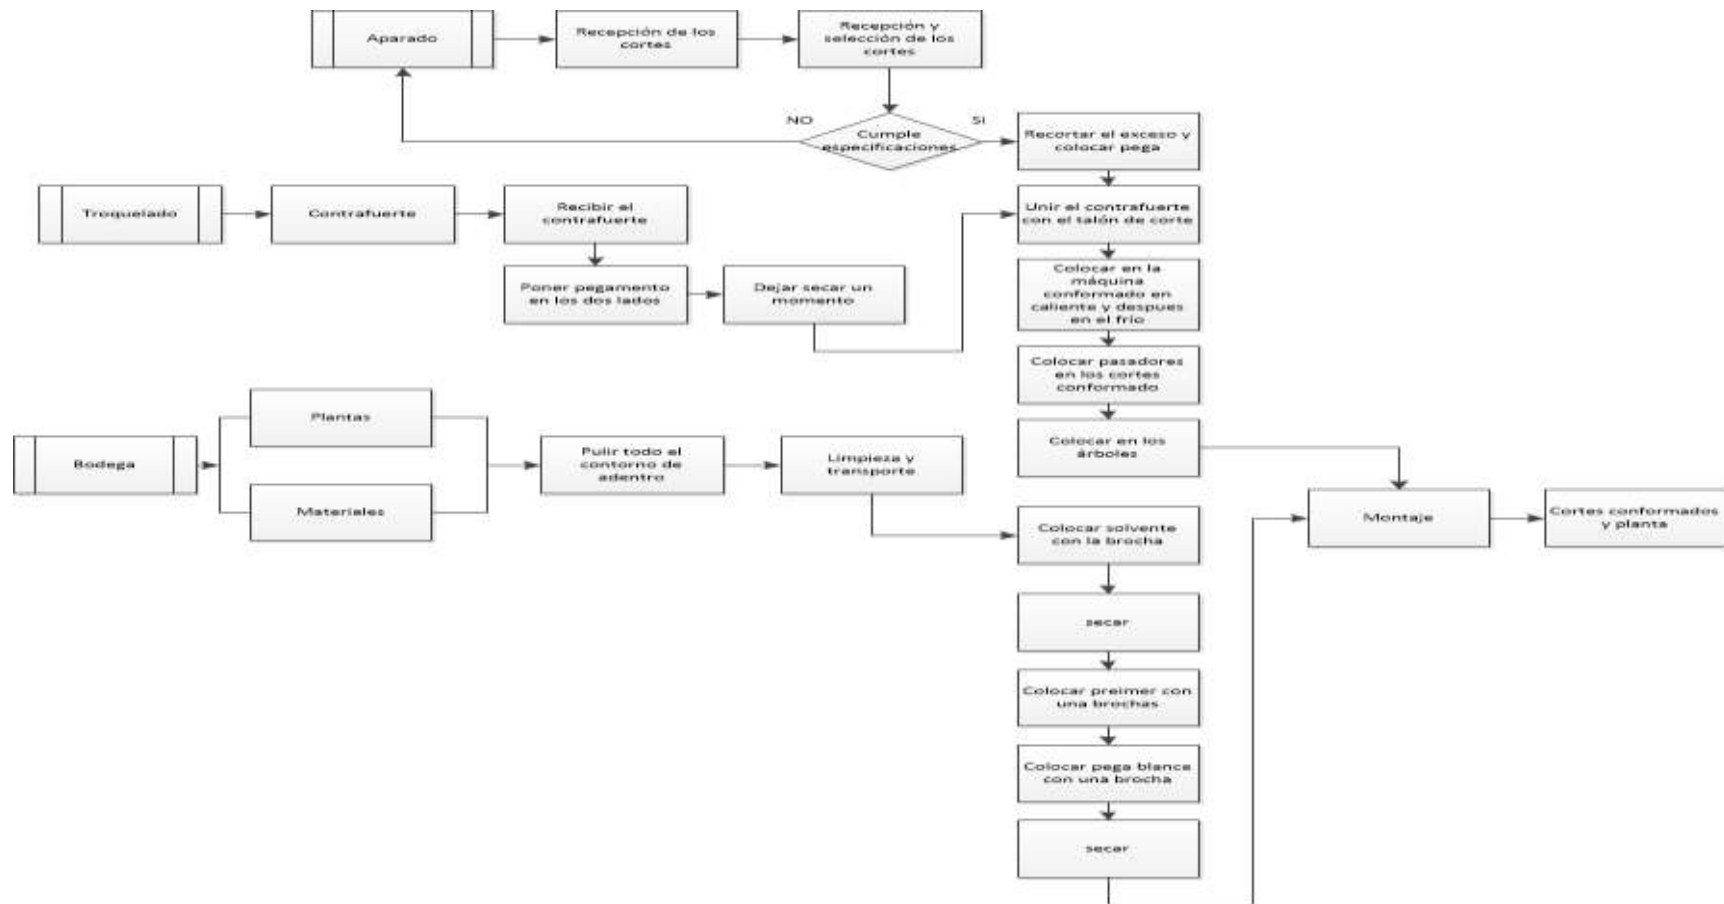 Aparado
Recepción de los
cortes
Recepción y
selección de los
cortes
NO
Cumple
especificaciones
SI
Recortar el exceso y
colocar pega
Troquelado
Contrafuerte
Recibir el
contrafuerte
Unir el contrafuerte
con el talón de corte
Poner pegamento
en los dos lados
Dejar secar un
momento
Colocar en la
máquina
conformado en
caliente y despues
en el frío
Colocar pasadores
en los cortes
conformado
Plantas
Bodega
Materiales
Pulir todo el
contorno de
adentro
Limpieza y
transporte
Colocar en los
árboles
Colocar solvente
con la brocha
Montaje
Cortes conformados
y planta
secar
Colocar preimer con
una brochas
Colocar pega blanca
con una brocha
secar